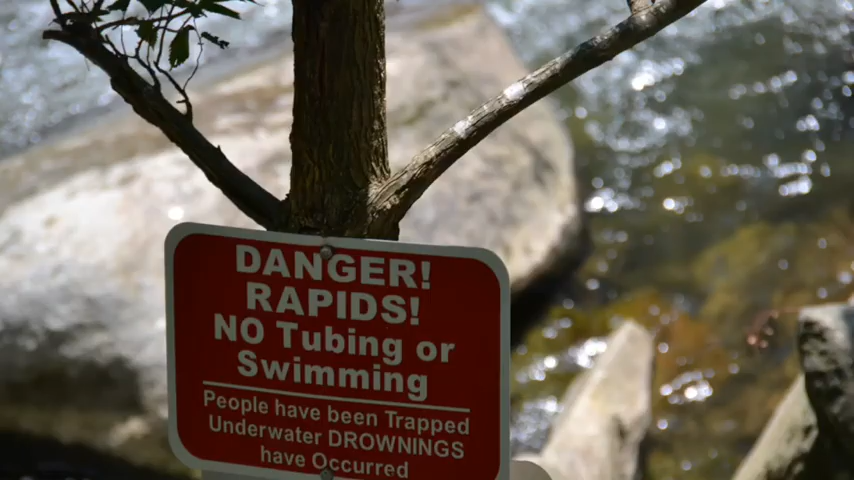 DANGER!
RAPIDS!
NO Tubing or
Swimming
People have been Trapped
Underwater DROWNINGS
have Occurred